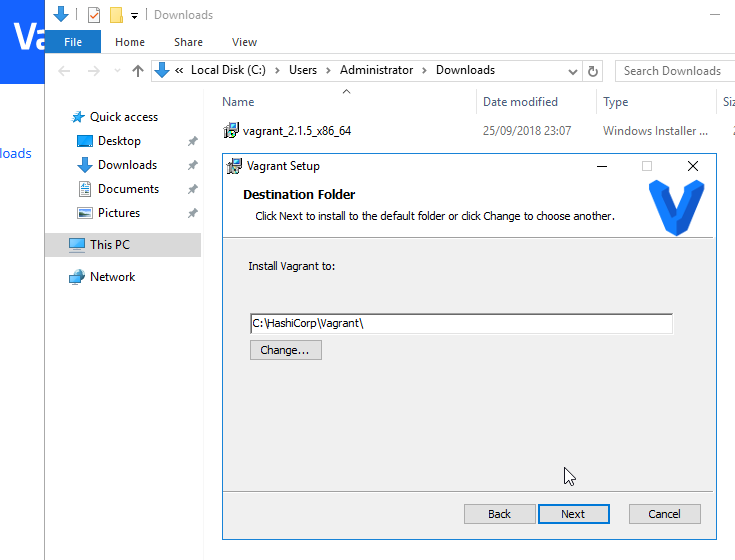 Va
Downloads
File Home Share View
« Local Disk (C:) > Users > Administrator > Downloads
Search Downloads
Name Date modified Type Siz
vagrant_2.1.5_x86_64 25/09/2018 23:07 Windows Installer ...
loads
Quick access
Desktop
Downloads
Documents
Pictures
This PC
Network
Vagrant Setup
Destination Folder
Click Next to install to the default folder or click Change to choose another.
Install Vagrant to:
C:\HashiCorp\Vagrant\
Change...
Back Next Cancel